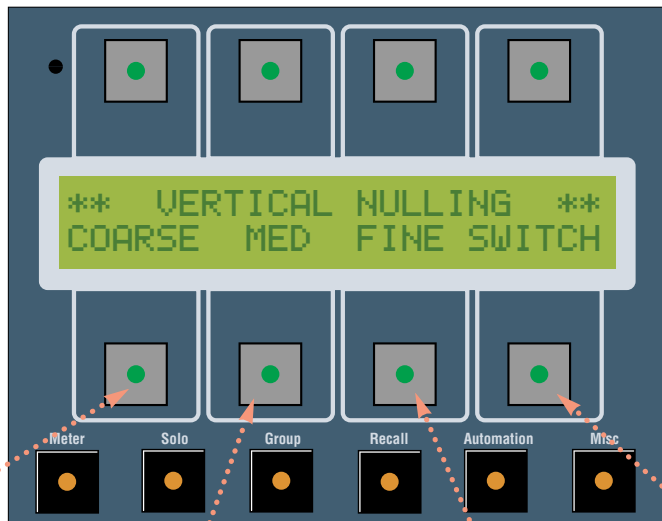 ** VERTICAL NULLING **
COARSE MED FINE SWITCH
Meter Solo Group Recall Automation Misc